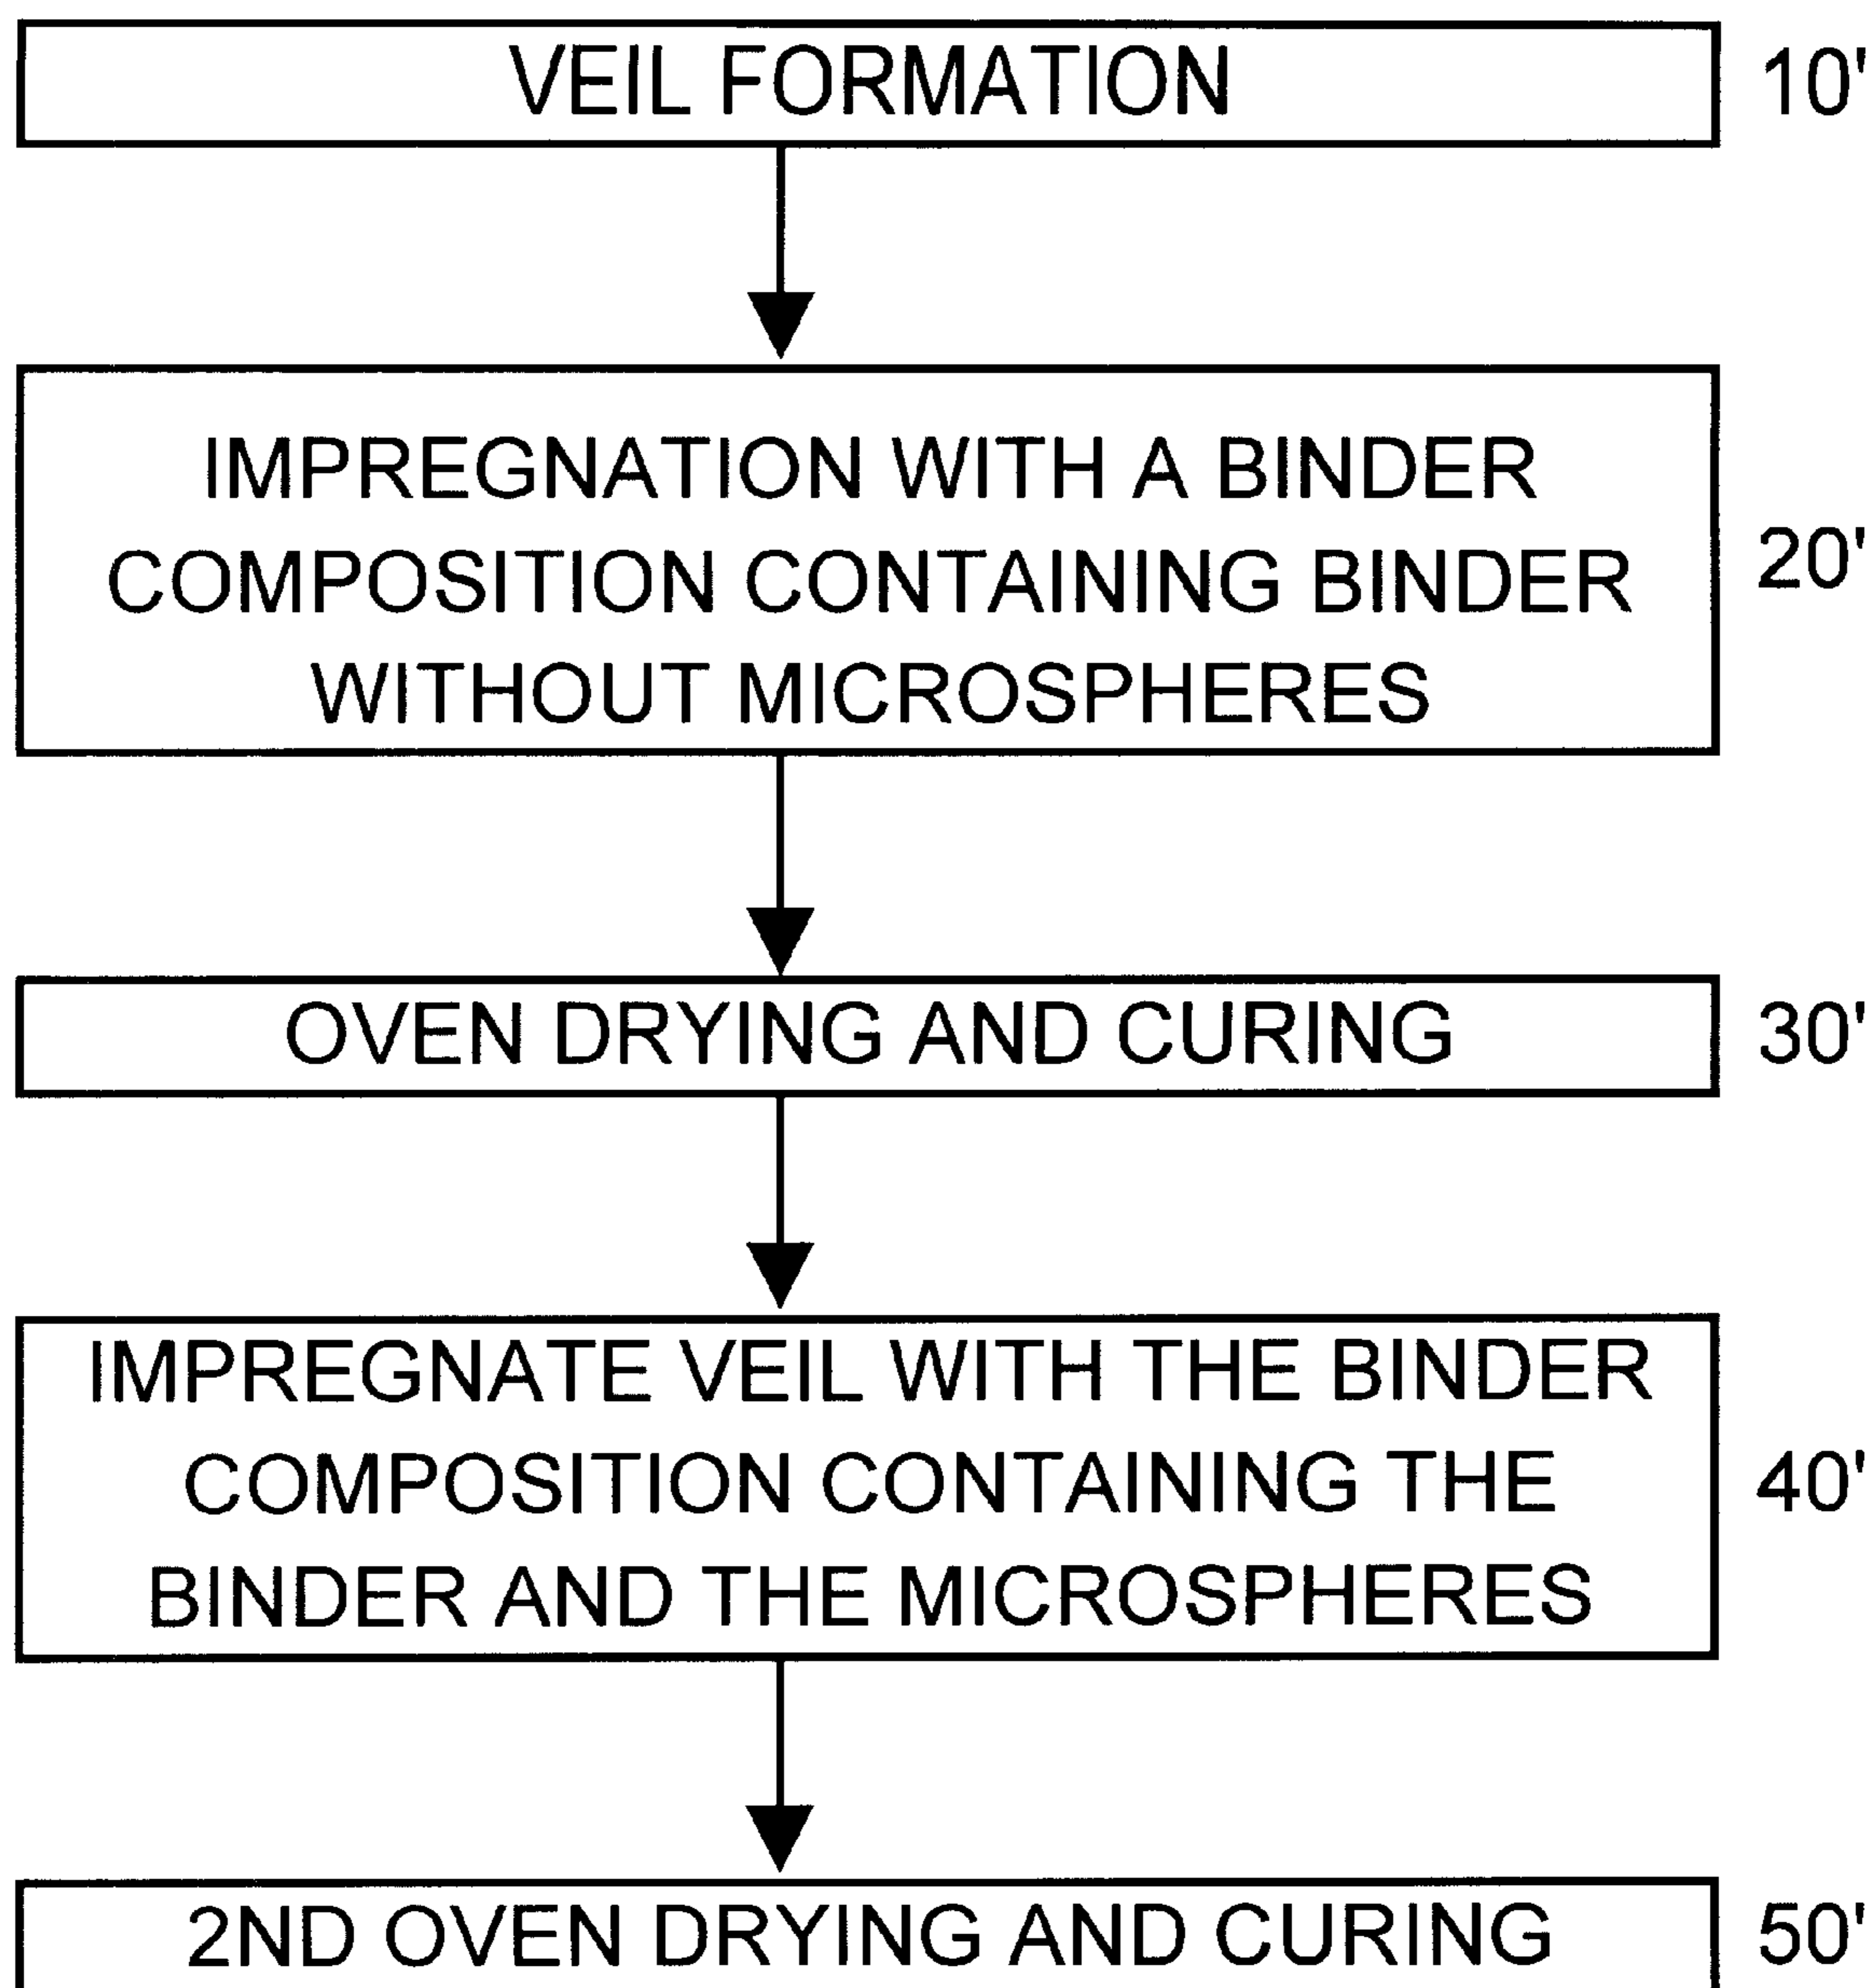 VEIL FORMATION 10'
IMPREGNATION WITH A BINDER
COMPOSITION CONTAINING BINDER 20'
WITHOUT MICROSPHERES
OVEN DRYING AND CURING 30'
IMPREGNATE VEIL WITH THE BINDER
COMPOSITION CONTAINING THE 40'
BINDER AND THE MICROSPHERES
2ND OVEN DRYING AND CURING 50'